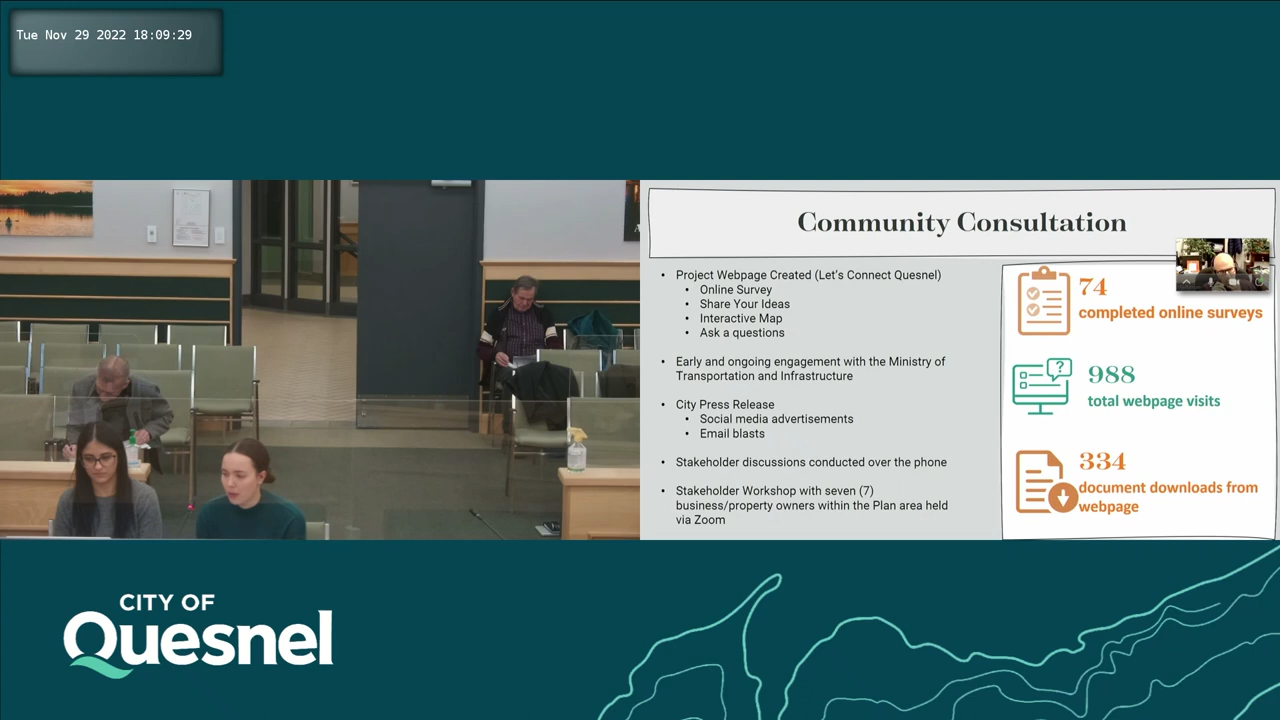 Tue Nov 29 2022 18:09:29
Community Consultation
• Project Webpage Created (Let's Connect Quesnel)
• Online Survey
• Share Your Ideas
• Interactive Map
• Ask a questions
• Early and ongoing engagement with the Ministry of
Transportation and Infrastructure
• City Press Release
• Social media advertisements
• Email blasts
• Stakeholder discussions conducted over the phone
• Stakeholder Workshop with seven (7)
business/property owners within the Plan area held
via Zoom
74
completed online surveys
988
total webpage visits
334
document downloads from
webpage
CITY OF
Quesnel